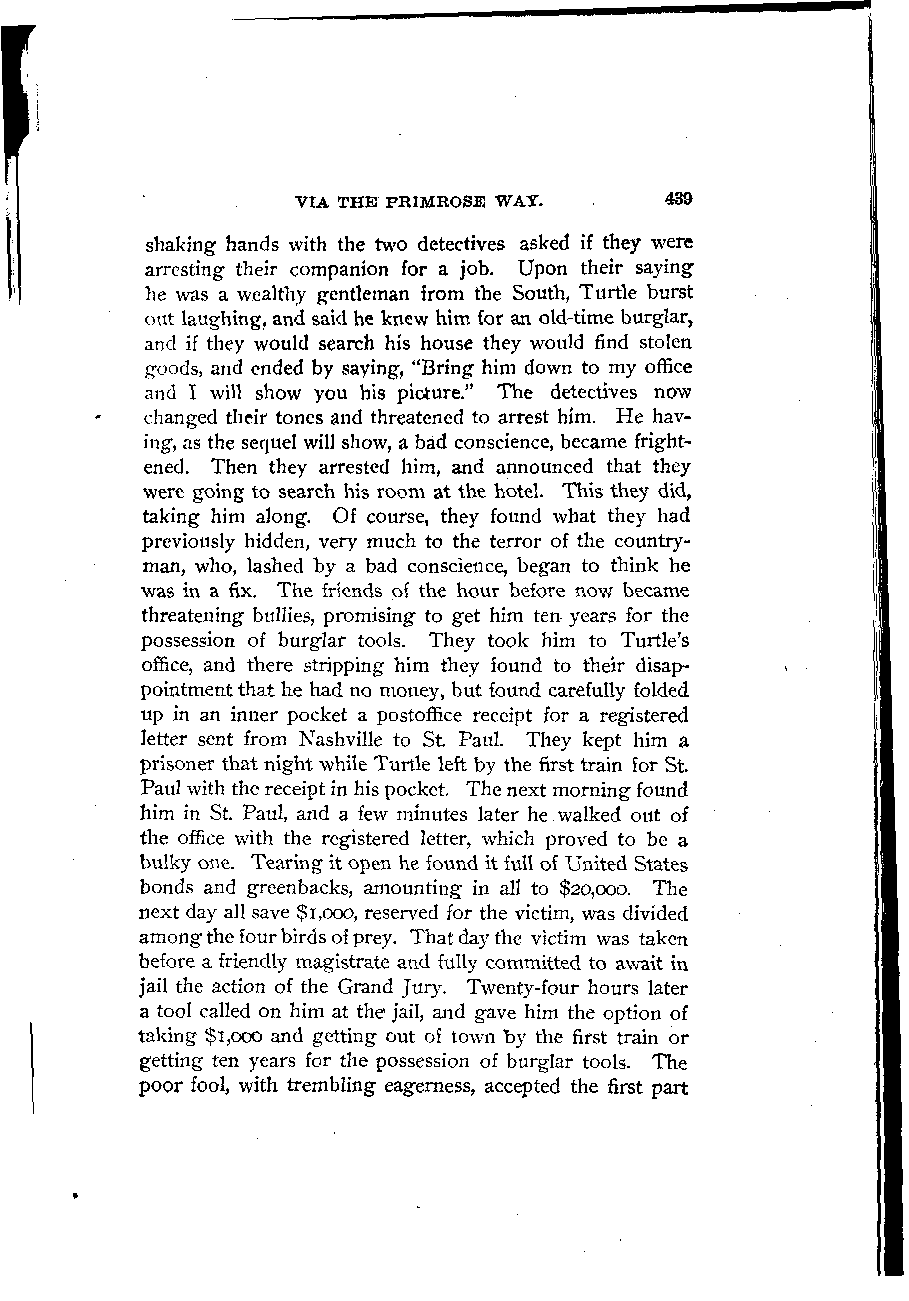 VIA THE PRIMROSE WAY. 439
shaking hands with the two detectives asked if they were
arresting their companion for a job. Upon their saying
he was a wealthy gentleman from the South, Turtle burst
out laughing, and said he knew him for an old-time burglar,
and if they would search his house they would find stolen
goods, and ended by saying, “Bring him down to my office
and I will show you his picture.” The detectives now
changed their tones and threatened to arrest him. He hav-
ing, as the sequel will show, a bad conscience, became fright-
ened. Then they arrested him, and announced that they
were going to search his room at the hotel. This they did,
taking him along. Of course, they found what they had
previously hidden, very much to the terror of the country-
man, who, lashed by a bad conscience, began to think he
was in a fix. The friends of the hour before now became
threatening bullies, promising to get him ten years for the
possession of burglar tools. They took him to Turtle's
office, and there stripping him they found to their disap-
pointment that he had no money, but found carefully folded
up in an inner pocket a postoffice receipt for a registered
letter sent from Nashville to St. Paul. They kept him a
prisoner that night while Turtle left by the first train for St.
Paul with the receipt in his pocket. The next morning found
him in St. Paul, and a few minutes later he walked out of
the office with the registered letter, which proved to be a
bulky one. Tearing it open he found it full of United States
bonds and greenbacks, amounting in all to $20,000. The
next day all save $1,000, reserved for the victim, was divided
among the four birds of prey. That day the victim was taken
before a friendly magistrate and fully committed to await in
jail the action of the Grand Jury. Twenty-four hours later
a tool called on him at the jail, and gave him the option of
taking $1,000 and getting out of town by the first train or
getting ten years for the possession of burglar tools. The
poor fool, with trembling eagerness, accepted the first part